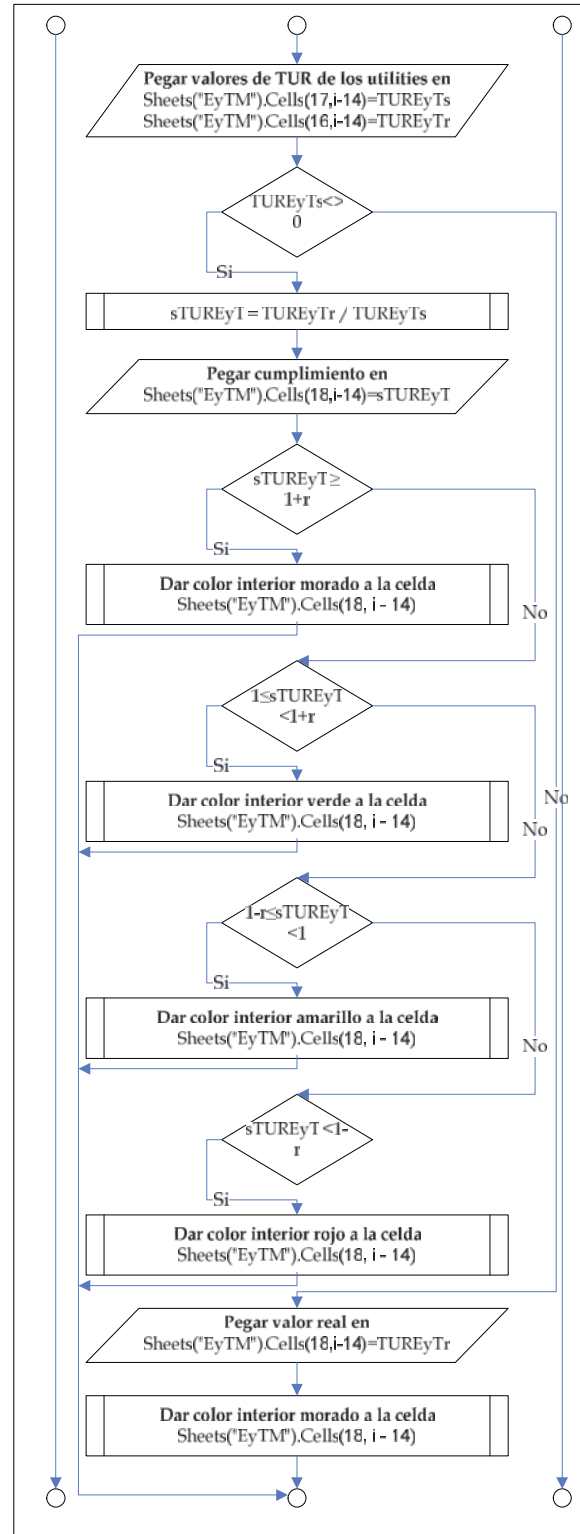 Pegar valores de TUR de los utilities en
Sheets("EyTM").Cells(17,i-14)=TUREyTs
Sheets("EyTM").Cells(16,i-14)=TUREyTr
TUREyTs<>
0
Si
sTUREyT = TUREyTr / TUREyTs
Pegar cumplimiento en
Sheets("EyTM").Cells(18,i-14)=sTUREyT
sTUREyT≥
1+r
Si
Dar color interior morado a la celda
Sheets("EyTM").Cells(18, i - 14)
No
1≤sTUREyT
<1+r
Si
No
Dar color interior verde a la celda
Sheets("EyTM").Cells(18, i - 14)
No
1-r≤sTUREyT
<1
Si
Dar color interior amarillo a la celda
Sheets("EyTM").Cells(18, i - 14)
No
sTUREyT <1-
r
Si
Dar color interior rojo a la celda
Sheets("EyTM").Cells(18, i - 14)
Pegar valor real en
Sheets("EyTM").Cells(18,i-14)=TUREyTr
Dar color interior morado a la celda
Sheets("EyTM").Cells(18, i - 14)